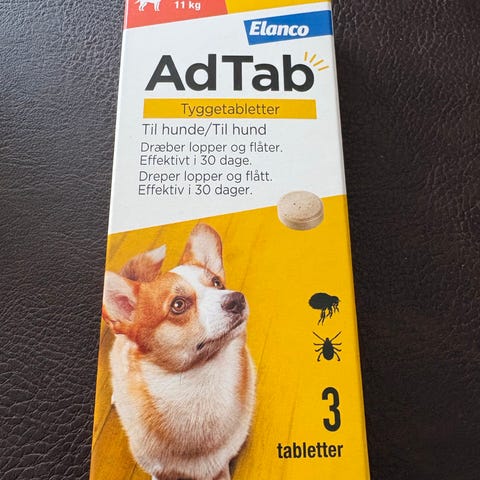 11 kg
Elanco
AdTab
Tyggetabletter
Til hunde/Til hund
Dræber lopper og flåter.
Effektivt i 30 dage.
Dreper lopper og flått.
Effektiv i 30 dager.
3
tabletter